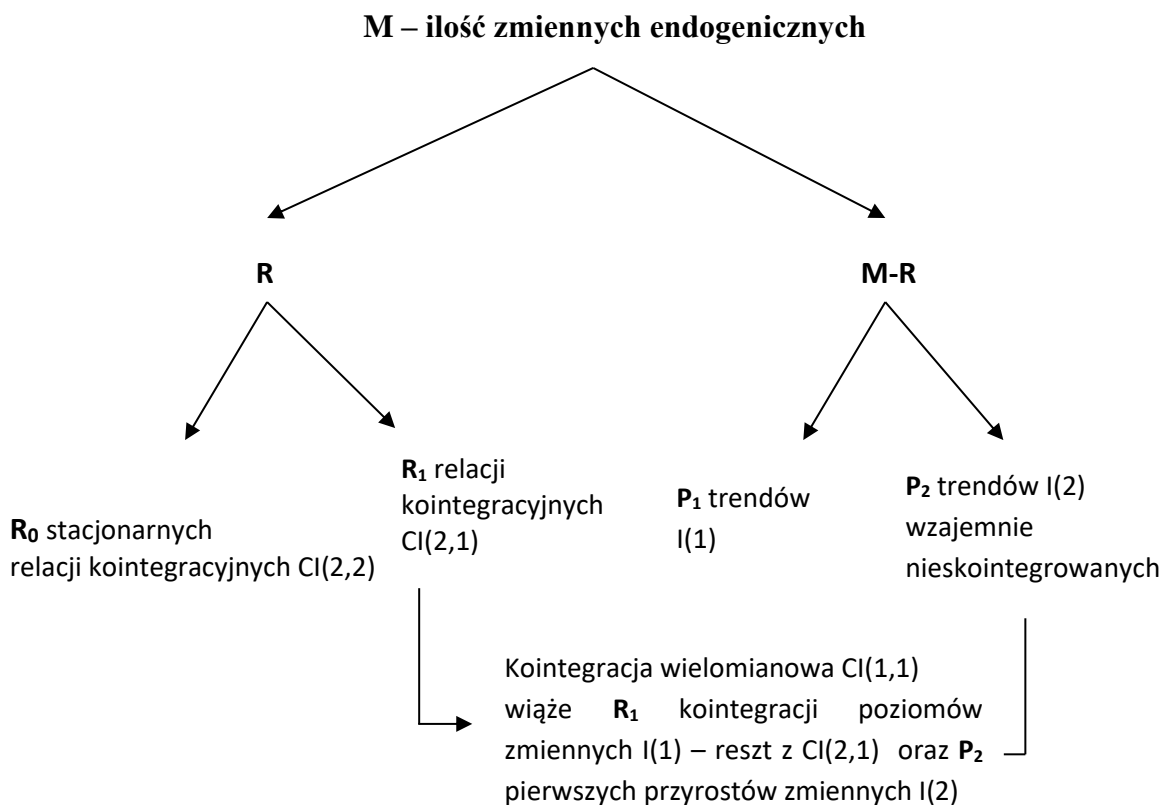 M – ilość zmiennych endogenicznych
R
M-R
R₀ stacjonarnych
relacji kointegracyjnych CI(2,2)
R₁ relacji
kointegracyjnych
CI(2,1)
P₁ trendów
I(1)
P₂ trendów I(2)
wzajemnie
nieskointegrowanych
Kointegracja wielomianowa CI(1,1)
wiąże R₁ kointegracji poziomów
zmiennych I(1) – reszt z CI(2,1) oraz P₂
pierwszych przyrostów zmiennych I(2)